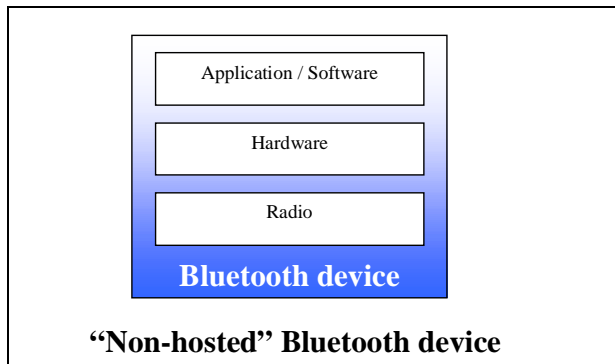 Application / Software
Hardware
Radio
Bluetooth device
“Non-hosted” Bluetooth device